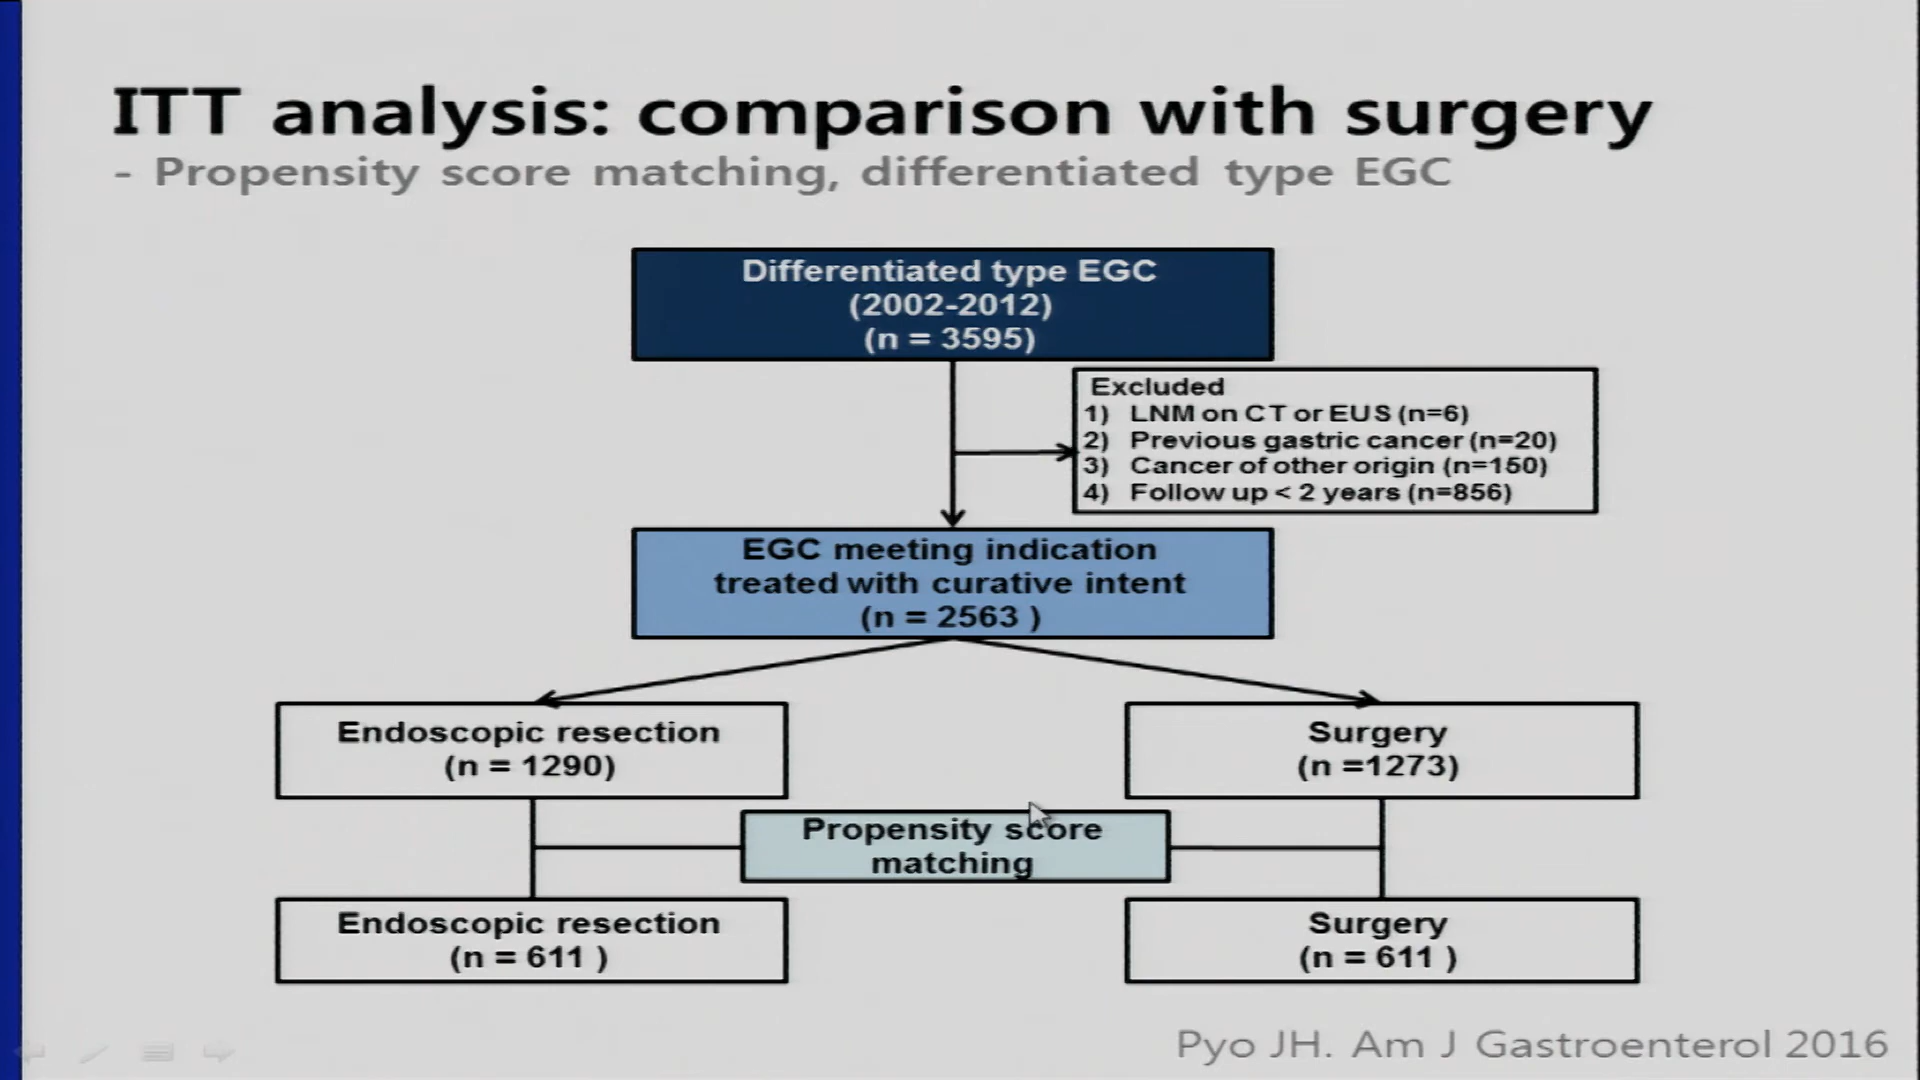 ITT analysis: comparison with surgery
- Propensity score matching, differentiated type EGC
Differentiated type EGC
(2002-2012)
(n = 3595)
Excluded
1) LNM on CT or EUS (n=6)
2) Previous gastric cancer (n=20)
3) Cancer of other origin (n=150)
4) Follow up < 2 years (n=856)
EGC meeting indication
treated with curative intent
(n = 2563 )
Endoscopic resection
(n = 1290)
Surgery
(n =1273)
Propensity score
matching
Endoscopic resection
(n = 611 )
Surgery
(n = 611 )
Pyo JH. Am J Gastroenterol 2016